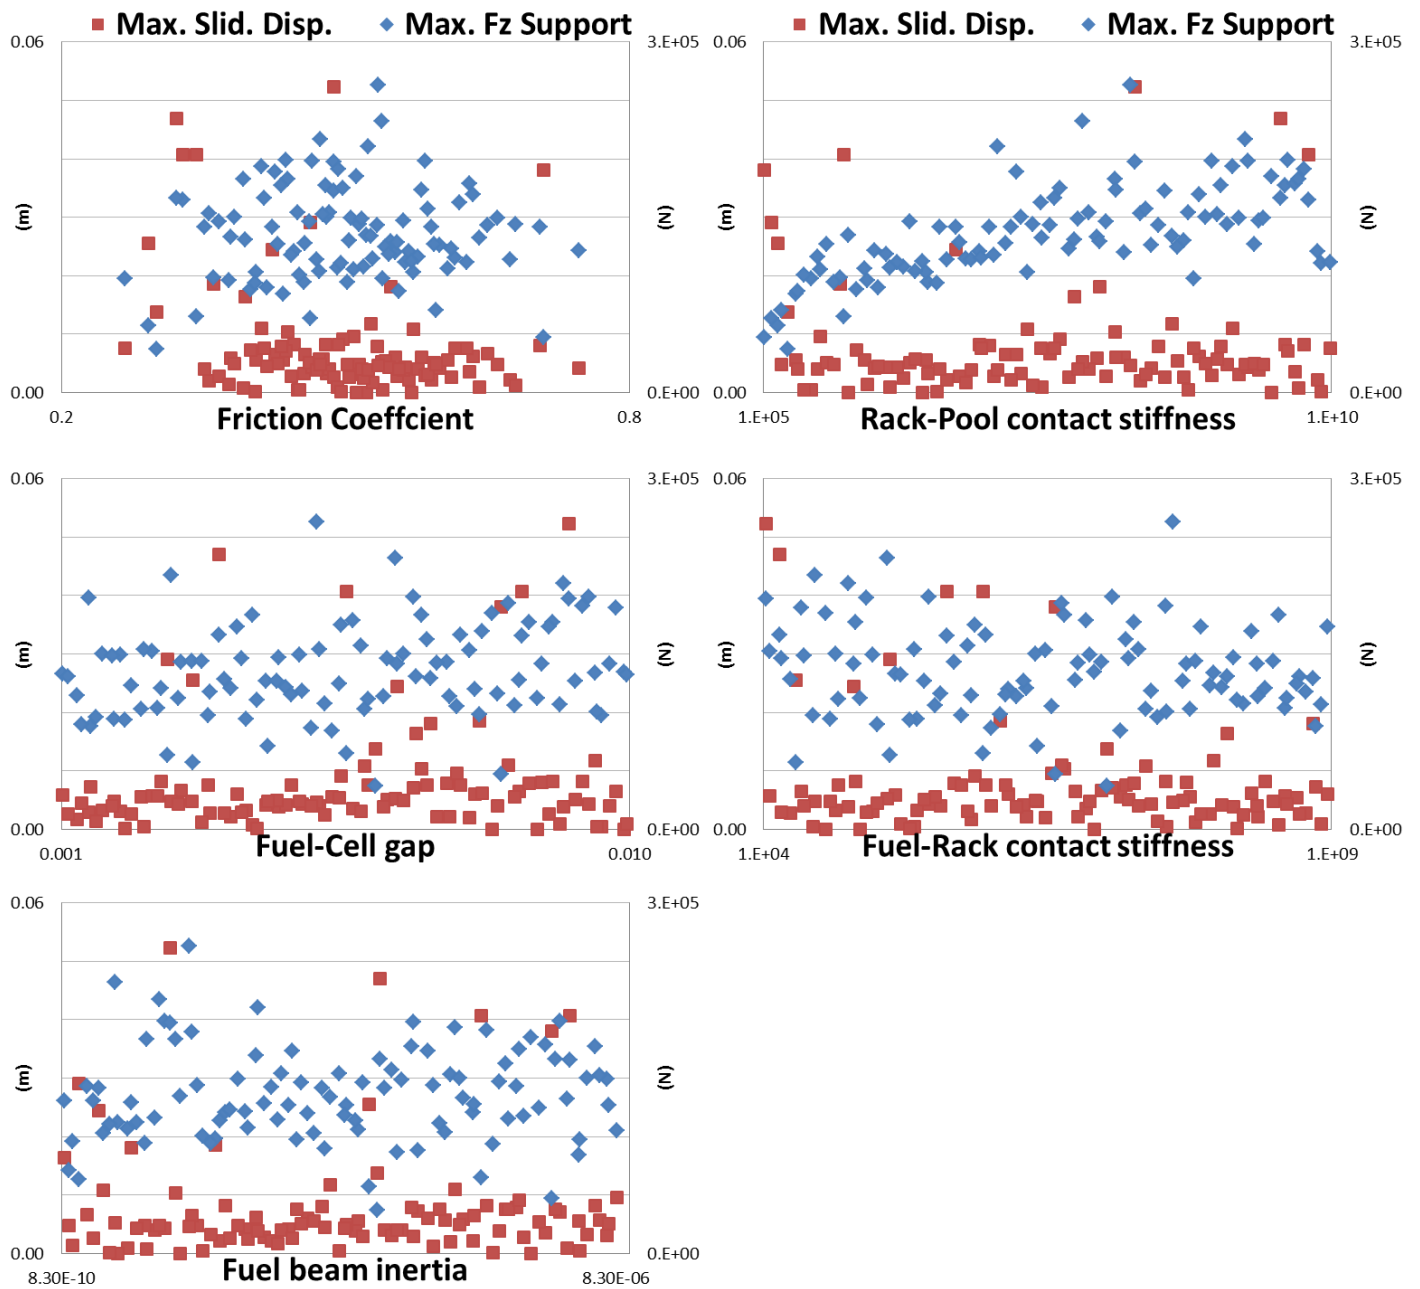 Max. Slid. Disp. Max. Fz Support
0.06 3.E+05
(m) (N)
0.00 0.E+00
0.2 Friction Coeffcient 0.8
Max. Slid. Disp. Max. Fz Support
0.06 3.E+05
(m) (N)
0.00 0.E+00
1.E+05 Rack-Pool contact stiffness 1.E+10
0.06 3.E+05
(m) (N)
0.00 0.E+00
0.001 Fuel-Cell gap 0.010
0.06 3.E+05
(m) (N)
0.00 0.E+00
1.E+04 Fuel-Rack contact stiffness 1.E+09
0.06 3.E+05
(m) (N)
0.00 0.E+00
8.30E-10 Fuel beam inertia 8.30E-06